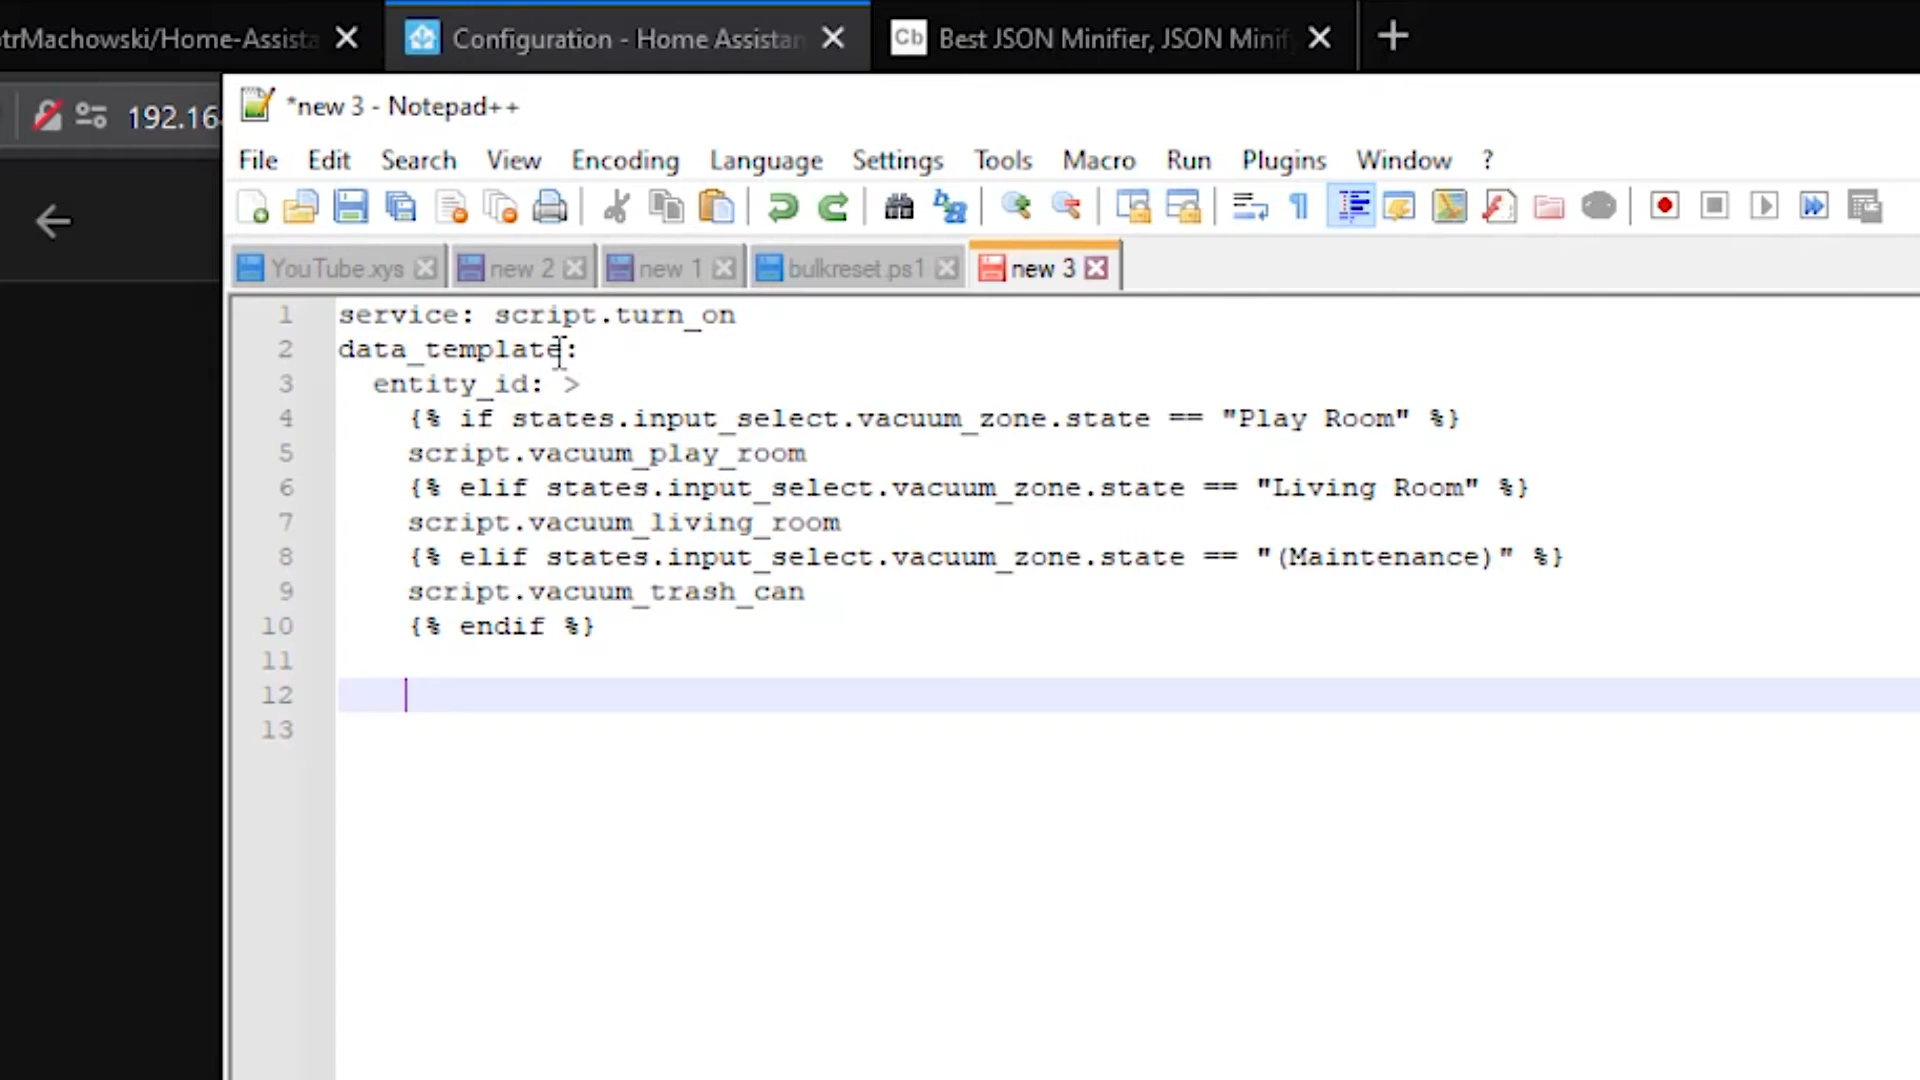 otrMachowski/Home-Assista
Configuration - Home Assistan
Cb
Best JSON Minifier, JSON Minif
192.16
*new 3 - Notepad++
File Edit Search View Encoding Language Settings Tools Macro Run Plugins Window ?
YouTube.xys new 2 new 1 bulkreset.ps1 new 3
1 service: script.turn_on
2 data_template:
3 entity_id: >
4 {% if states.input_select.vacuum_zone.state == "Play Room" %}
5 script.vacuum_play_room
6 {% elif states.input_select.vacuum_zone.state == "Living Room" %}
7 script.vacuum_living_room
8 {% elif states.input_select.vacuum_zone.state == "(Maintenance)" %}
9 script.vacuum_trash_can
10 {% endif %}
11
12
13